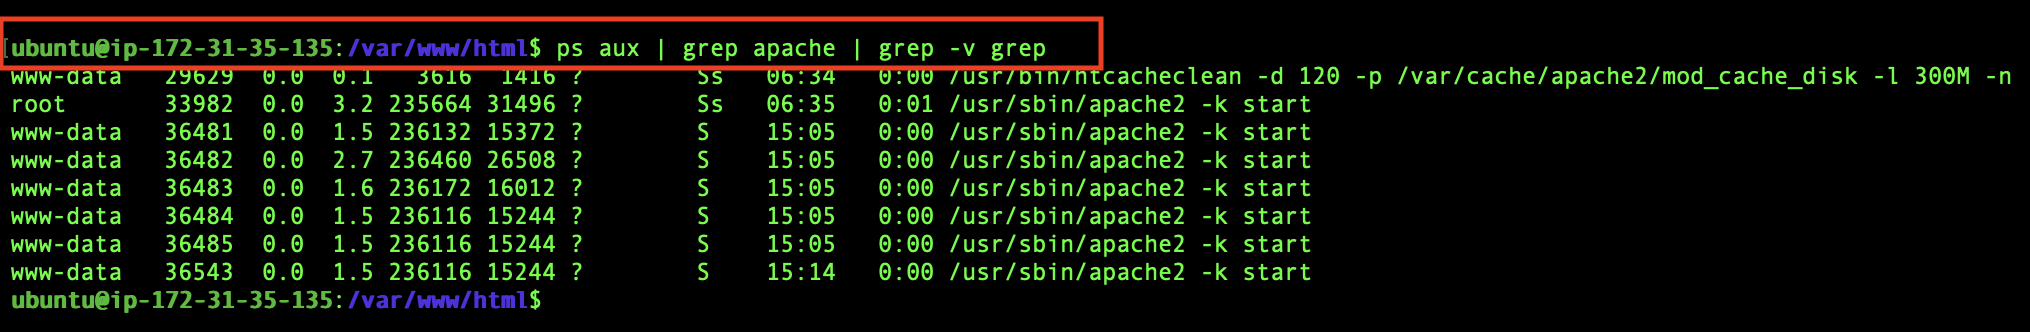 [ubuntu@ip-172-31-35-135:/var/www/html$ ps aux | grep apache | grep -v grep
www-data   29629  0.0  0.1   3616  1416 ?        Ss   06:34   0:00 /usr/bin/htcacheclean -d 120 -p /var/cache/apache2/mod_cache_disk -l 300M -n
root       33982  0.0  3.2 235664 31496 ?        Ss   06:35   0:01 /usr/sbin/apache2 -k start
www-data   36481  0.0  1.5 236132 15372 ?        S    15:05   0:00 /usr/sbin/apache2 -k start
www-data   36482  0.0  2.7 236460 26508 ?        S    15:05   0:00 /usr/sbin/apache2 -k start
www-data   36483  0.0  1.6 236172 16012 ?        S    15:05   0:00 /usr/sbin/apache2 -k start
www-data   36484  0.0  1.5 236116 15244 ?        S    15:05   0:00 /usr/sbin/apache2 -k start
www-data   36485  0.0  1.5 236116 15244 ?        S    15:05   0:00 /usr/sbin/apache2 -k start
www-data   36543  0.0  1.5 236116 15244 ?        S    15:14   0:00 /usr/sbin/apache2 -k start
ubuntu@ip-172-31-35-135:/var/www/html$